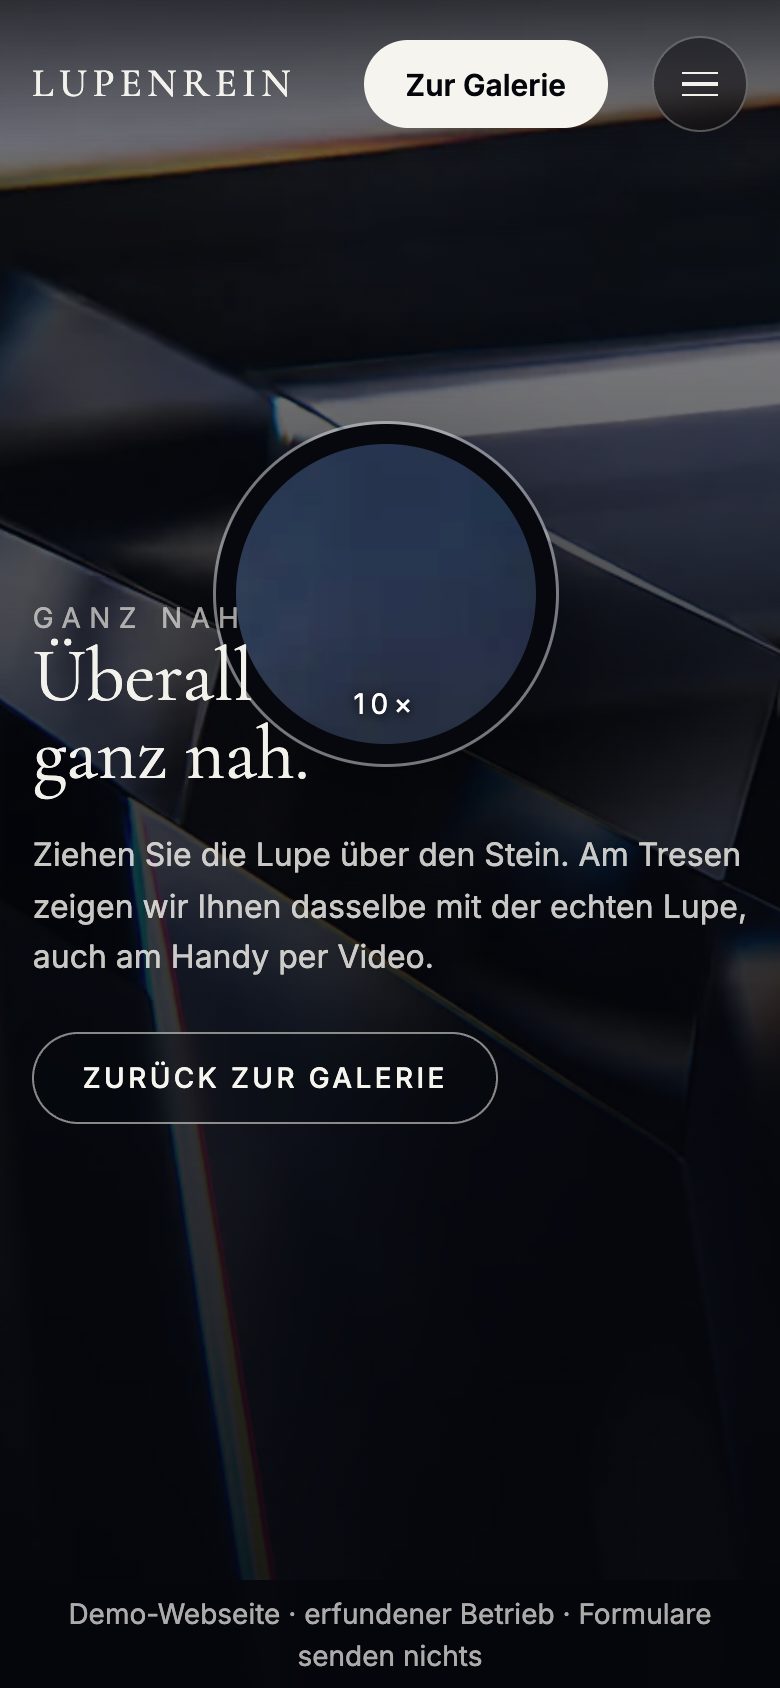 LUPENREIN
Zur Galerie
GANZ NAH
Überall
ganz nah.
10×
Ziehen Sie die Lupe über den Stein. Am Tresen
zeigen wir Ihnen dasselbe mit der echten Lupe,
auch am Handy per Video.
ZURÜCK ZUR GALERIE
Demo-Webseite · erfundener Betrieb · Formulare
senden nichts